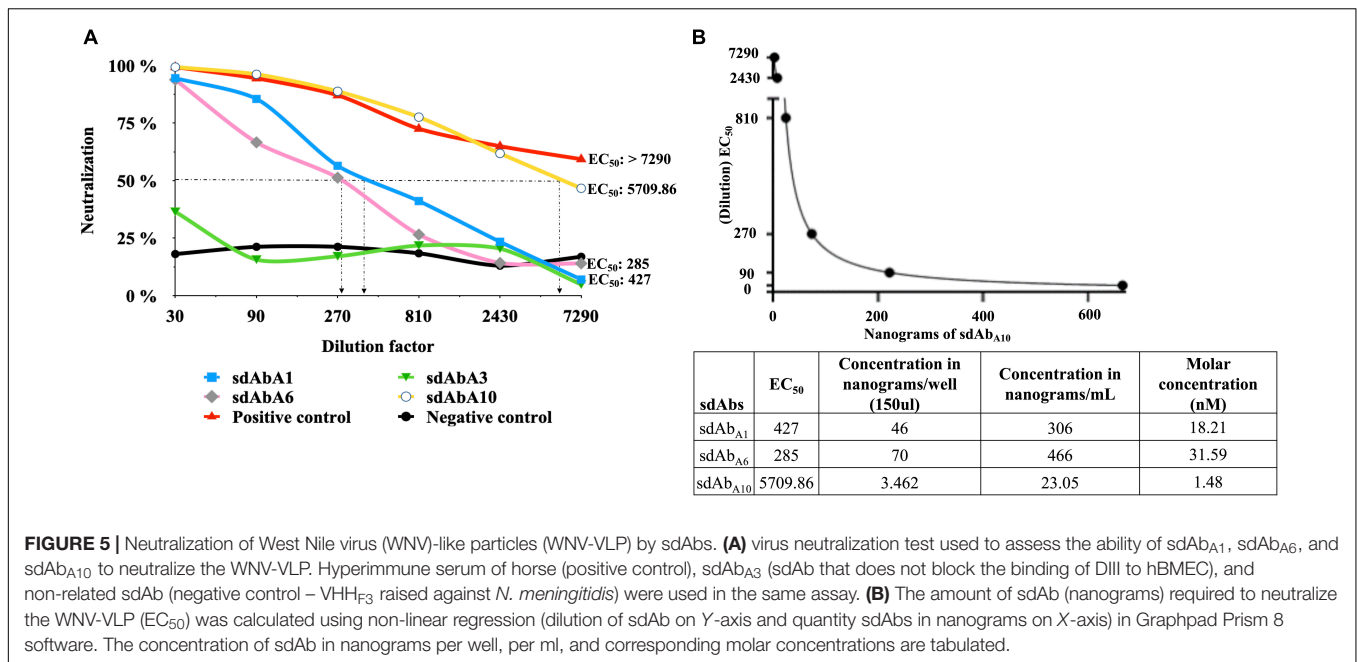 A
100 %
75 %
50 %
25 %
0 %
Neutralization
30 90 270 810 2430 7290
Dilution factor
EC50: > 7290
EC50: 5709.86
EC50: 285
EC50: 427
sdAbA1
sdAbA3
sdAbA6
sdAbA10
Positive control
Negative control
B
7290
2430
810
270
90
0
(Dilution) EC50
0 200 400 600
Nanograms of sdAbA10
sdAbs EC50 Concentration in nanograms/well (150ul) Concentration in nanograms/mL Molar concentration (nM)
sdAbA1 427 46 306 18.21
sdAbA6 285 70 466 31.59
sdAbA10 5709.86 3.462 23.05 1.48
FIGURE 5 | Neutralization of West Nile virus (WNV)-like particles (WNV-VLP) by sdAbs. (A) virus neutralization test used to assess the ability of sdAbA1, sdAbA6, and
sdAbA10 to neutralize the WNV-VLP. Hyperimmune serum of horse (positive control), sdAbA3 (sdAb that does not block the binding of DIII to hBMEC), and
non-related sdAb (negative control – VHHF3 raised against N. meningitidis) were used in the same assay. (B) The amount of sdAb (nanograms) required to neutralize
the WNV-VLP (EC50) was calculated using non-linear regression (dilution of sdAb on Y-axis and quantity sdAbs in nanograms on X-axis) in Graphpad Prism 8
software. The concentration of sdAb in nanograms per well, per ml, and corresponding molar concentrations are tabulated.